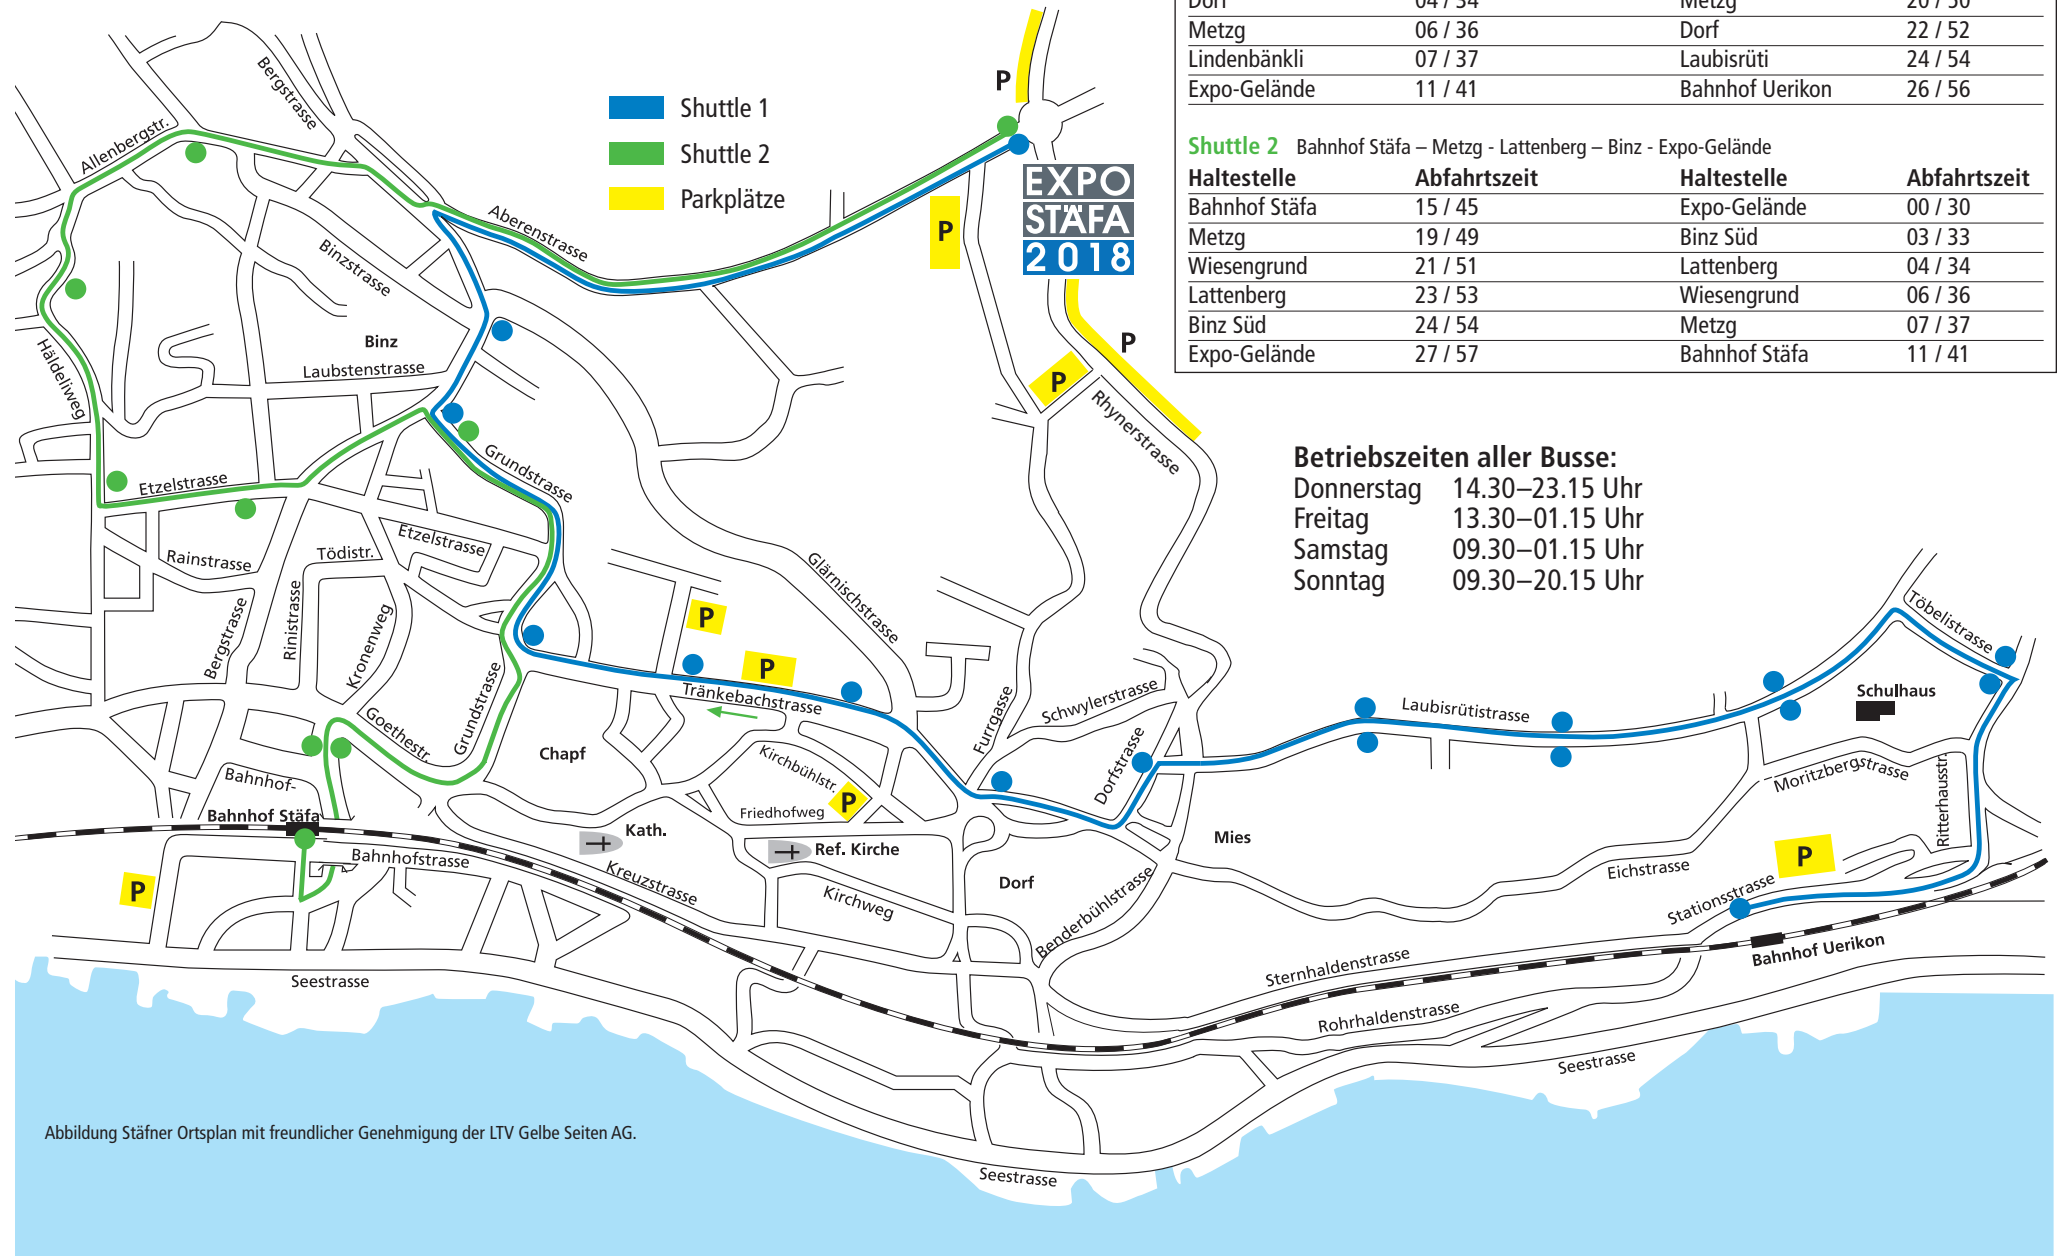 Dorf 04 / 34 Metzg 20 / 50
Metzg 06 / 36 Dorf 22 / 52
Lindenbänkli 07 / 37 Laubisrüti 24 / 54
Expo-Gelände 11 / 41 Bahnhof Uerikon 26 / 56
Shuttle 2 Bahnhof Stäfa – Metzg - Lattenberg – Binz - Expo-Gelände
Haltestelle Abfahrtszeit Haltestelle Abfahrtszeit
Bahnhof Stäfa 15 / 45 Expo-Gelände 00 / 30
Metzg 19 / 49 Binz Süd 03 / 33
Wiesengrund 21 / 51 Lattenberg 04 / 34
Lattenberg 23 / 53 Wiesengrund 06 / 36
Binz Süd 24 / 54 Metzg 07 / 37
Expo-Gelände 27 / 57 Bahnhof Stäfa 11 / 41
Shuttle 1
Shuttle 2
Parkplätze
P
EXPO
STÄFA
2018
P
P
P
Bergstrasse
Allenbergstr.
Aberenstrasse
Binzstrasse
Binz
Laubstenstrasse
Häldeliweg
Rhynerstrasse
Betriebszeiten aller Busse:
Donnerstag 14.30–23.15 Uhr
Freitag 13.30–01.15 Uhr
Samstag 09.30–01.15 Uhr
Sonntag 09.30–20.15 Uhr
Etzelstrasse
Grundstrasse
Etzelstrasse
Rainstrasse
Tödistr.
Glärnischstrasse
Bergstrasse
Rinistrasse
Kronenweg
P
P
Töbelistrasse
Grundstrasse
Tränkebachstrasse
Furrgasse
Schwylerstrasse
Laubisrütistrasse
Schulhaus
Goethestr.
Chapf
Kirchbühlstr.
Dorfstrasse
Moritzbergstrasse
Ritterhausstr.
Bahnhof-
P
Friedhofweg
Bahnhof Stäfa
Kath.
Ref. Kirche
Mies
Bahnhofstrasse
Kreuzstrasse
Kirchweg
Dorf
Benderbühlstrasse
Eichstrasse
P
Stationsstrasse
P
Bahnhof Uerikon
Sternhaldenstrasse
Seestrasse
Rohrhaldenstrasse
Seestrasse
Abbildung Stäfner Ortsplan mit freundlicher Genehmigung der LTV Gelbe Seiten AG.
Seestrasse